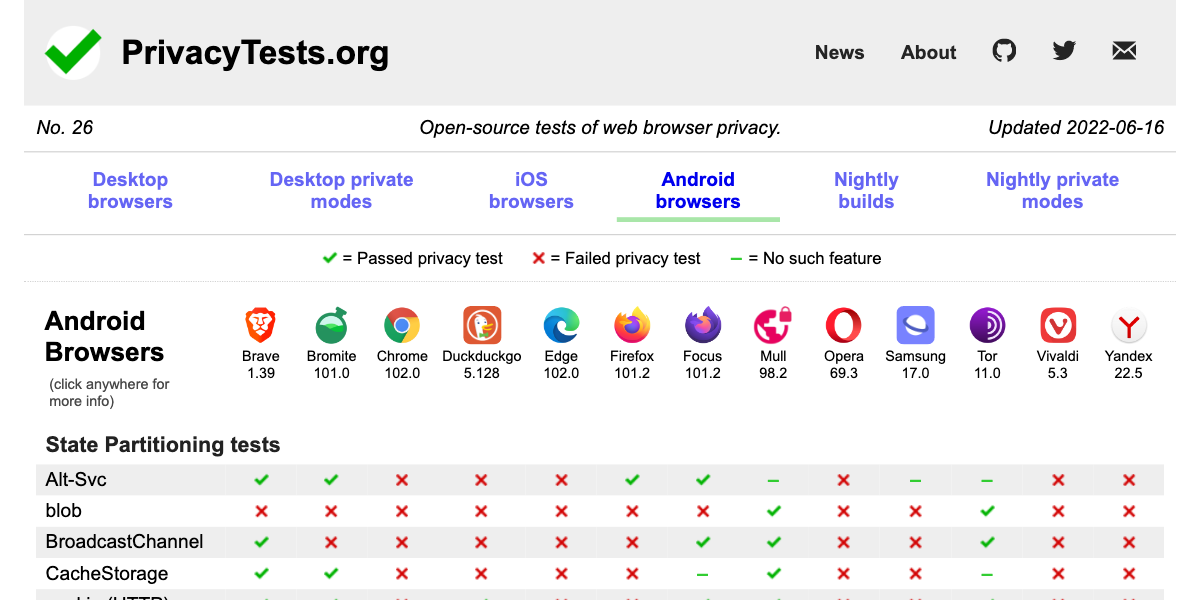 PrivacyTests.org
News About
No. 26 Open-source tests of web browser privacy. Updated 2022-06-16
Desktop browsers Desktop private modes iOS browsers Android browsers Nightly builds Nightly private modes
= Passed privacy test = Failed privacy test = No such feature
Android
Browsers
(click anywhere for
more info)
Brave Bromite Chrome Duckduckgo Edge Firefox Focus Mull Opera Samsung Tor Vivaldi Yandex
1.39 101.0 102.0 5.128 102.0 101.2 101.2 98.2 69.3 17.0 11.0 5.3 22.5
State Partitioning tests
Alt-Svc
blob
BroadcastChannel
CacheStorage